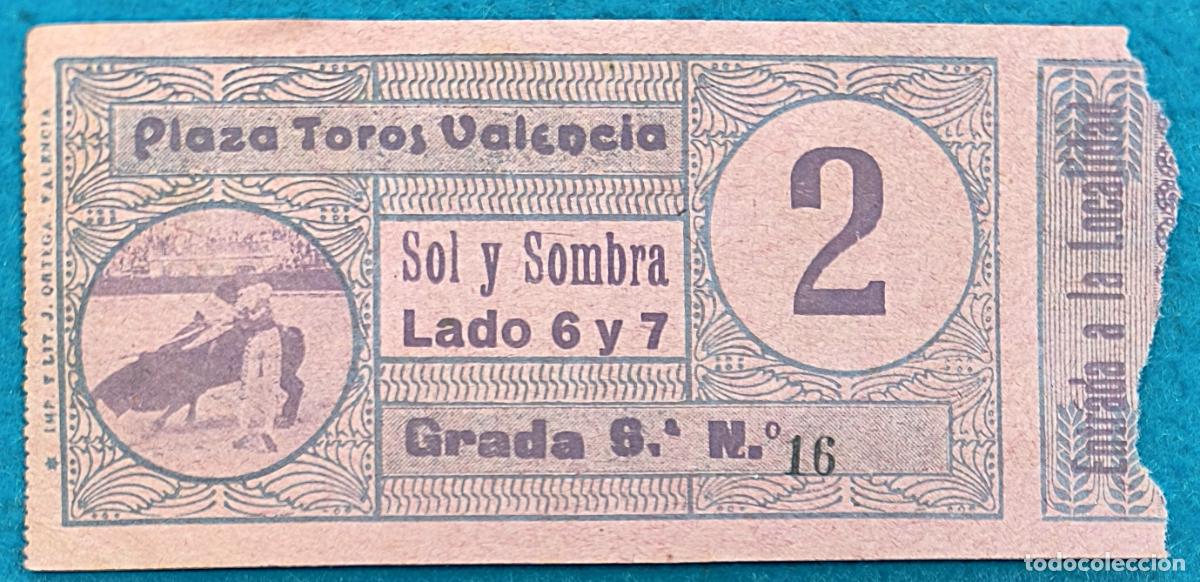 * IMP Y LIT. J. ORTEGA. VALENCIA
Plaza Toros Valencia
Sol y Sombra
Lado 6 y 7
2
Grada S.ª N.º 16
Entrada a la Localidad
todocoleccion